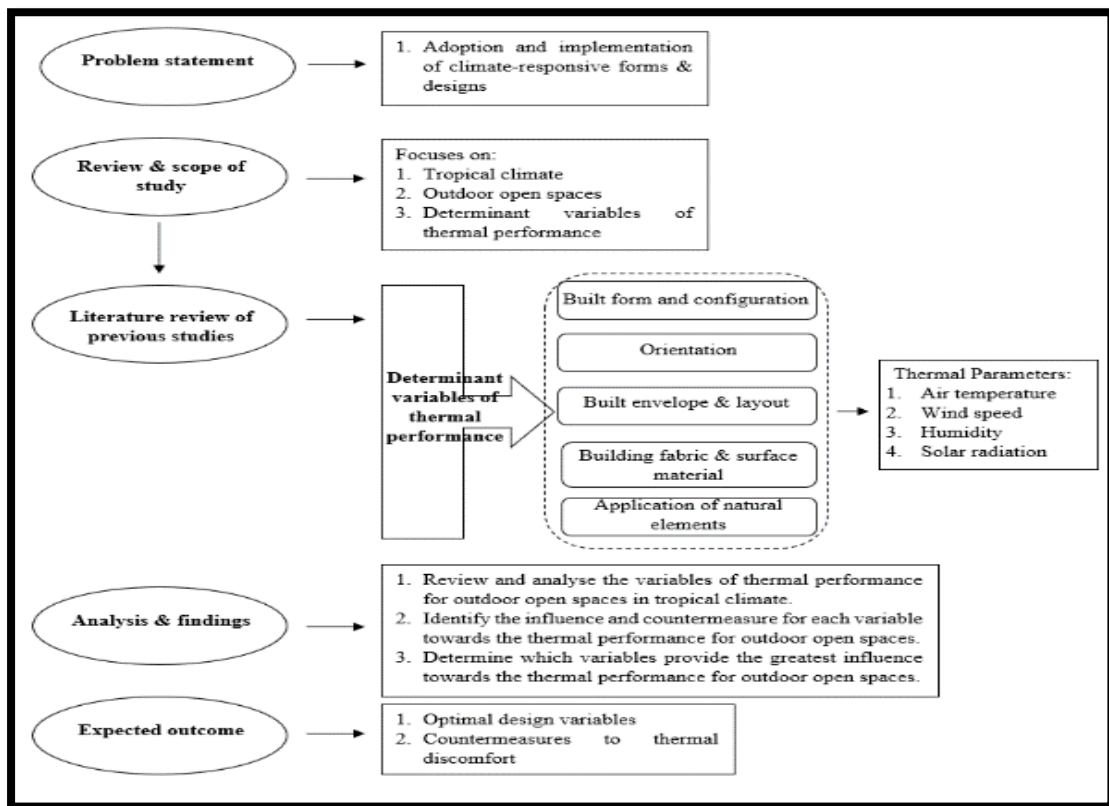 Problem statement
1. Adoption and implementation
of climate-responsive forms &
designs
Review & scope of
study
Focuses on:
1. Tropical climate
2. Outdoor open spaces
3. Determinant variables of
thermal performance
Literature review of
previous studies
Determinant
variables of
thermal
performance
Built form and configuration
Orientation
Built envelope & layout
Building fabric & surface
material
Application of natural
elements
Thermal Parameters:
1. Air temperature
2. Wind speed
3. Humidity
4. Solar radiation
Analysis & findings
1. Review and analyse the variables of thermal performance
for outdoor open spaces in tropical climate.
2. Identify the influence and countermeasure for each variable
towards the thermal performance for outdoor open spaces.
3. Determine which variables provide the greatest influence
towards the thermal performance for outdoor open spaces.
Expected outcome
1. Optimal design variables
2. Countermeasures to thermal
discomfort